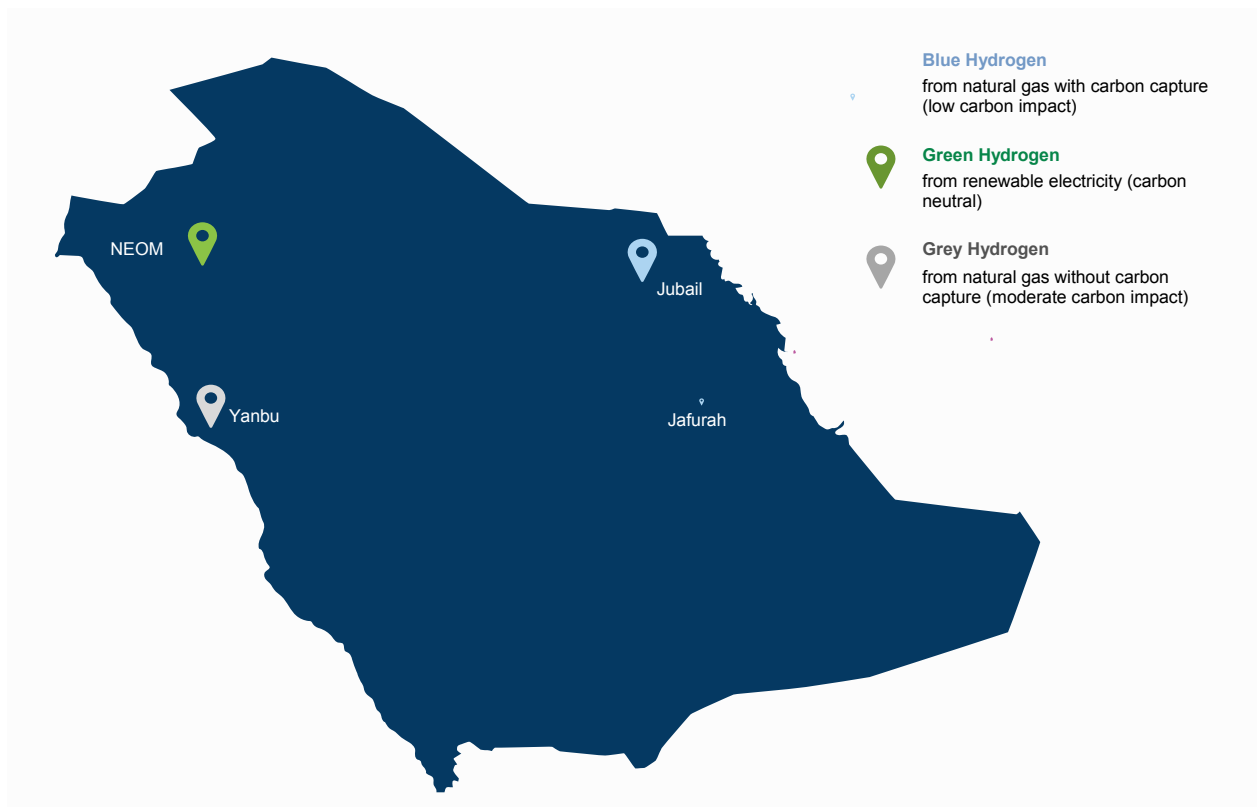 Blue Hydrogen
from natural gas with carbon capture
(low carbon impact)
Green Hydrogen
from renewable electricity (carbon
neutral)
Grey Hydrogen
from natural gas without carbon
capture (moderate carbon impact)
NEOM
Jubail
Yanbu
Jafurah